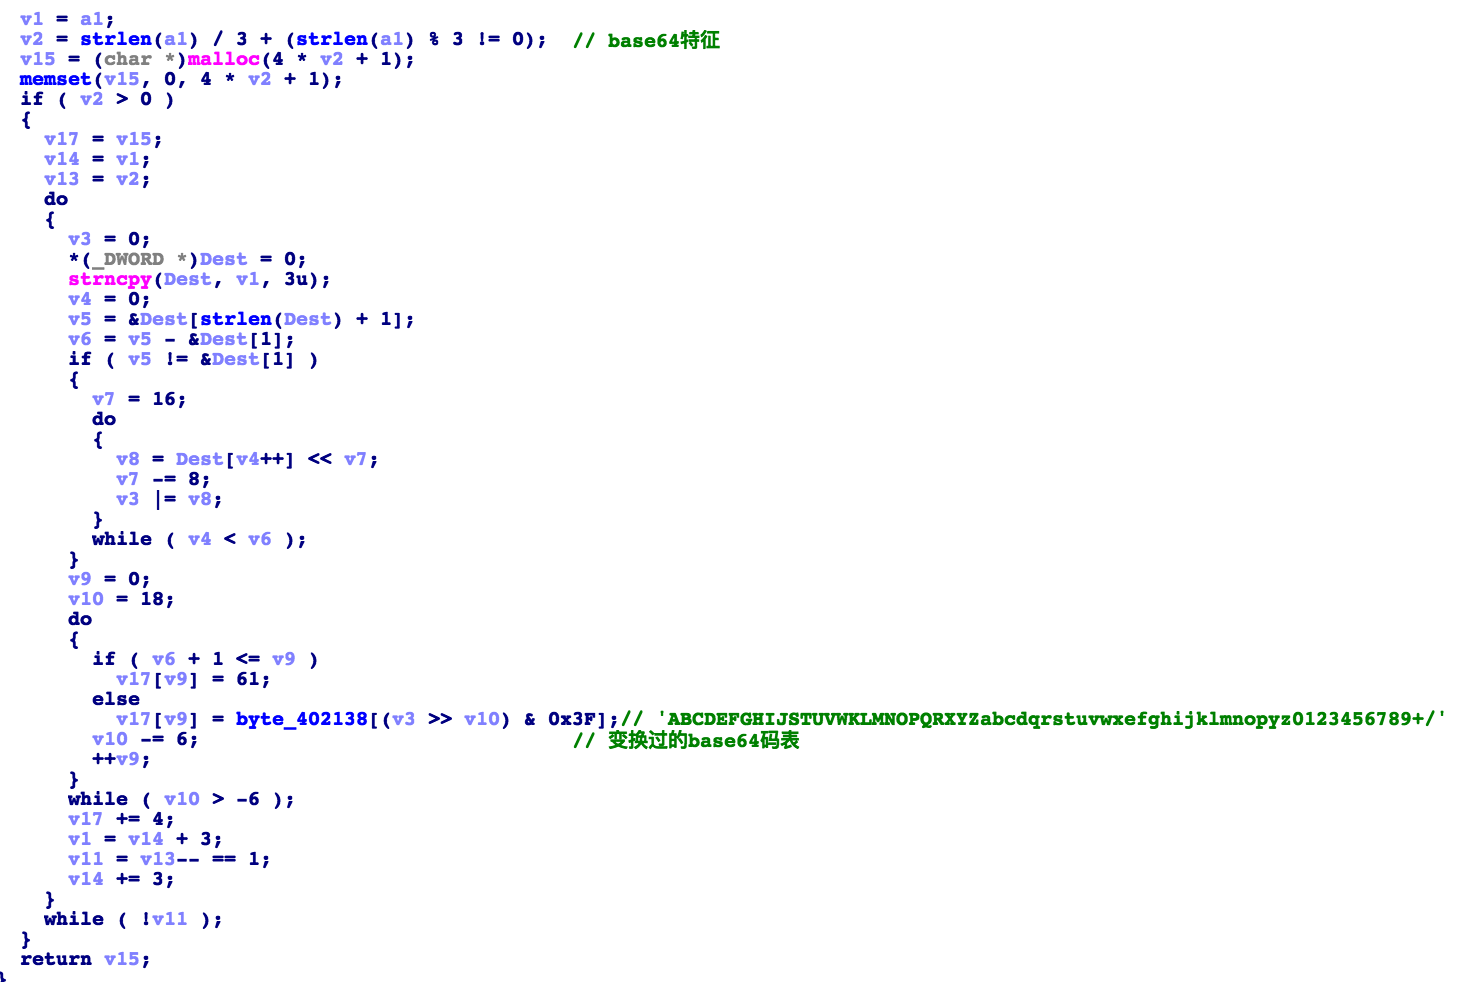 v1 = a1;
v2 = strlen(a1) / 3 + (strlen(a1) % 3 != 0);  // base64特征
v15 = (char *)malloc(4 * v2 + 1);
memset(v15, 0, 4 * v2 + 1);
if ( v2 > 0 )
{
  v17 = v15;
  v14 = v1;
  v13 = v2;
  do
  {
    v3 = 0;
    *(_DWORD *)Dest = 0;
    strncpy(Dest, v1, 3u);
    v4 = 0;
    v5 = &Dest[strlen(Dest) + 1];
    v6 = v5 - &Dest[1];
    if ( v5 != &Dest[1] )
    {
      v7 = 16;
      do
      {
        v8 = Dest[v4++] << v7;
        v7 -= 8;
        v3 |= v8;
      }
      while ( v4 < v6 );
    }
    v9 = 0;
    v10 = 18;
    do
    {
      if ( v6 + 1 <= v9 )
        v17[v9] = 61;
      else
        v17[v9] = byte_402138[(v3 >> v10) & 0x3F];// 'ABCDEFGHIJSTUVWKLMNOPQRXYZabcdqrstuvwxefghijklmnopyz0123456789+/'
      v10 -= 6;                               // 变换过的base64码表
      ++v9;
    }
    while ( v10 > -6 );
    v17 += 4;
    v1 = v14 + 3;
    v11 = v13-- == 1;
    v14 += 3;
  }
  while ( !v11 );
}
return v15;
}